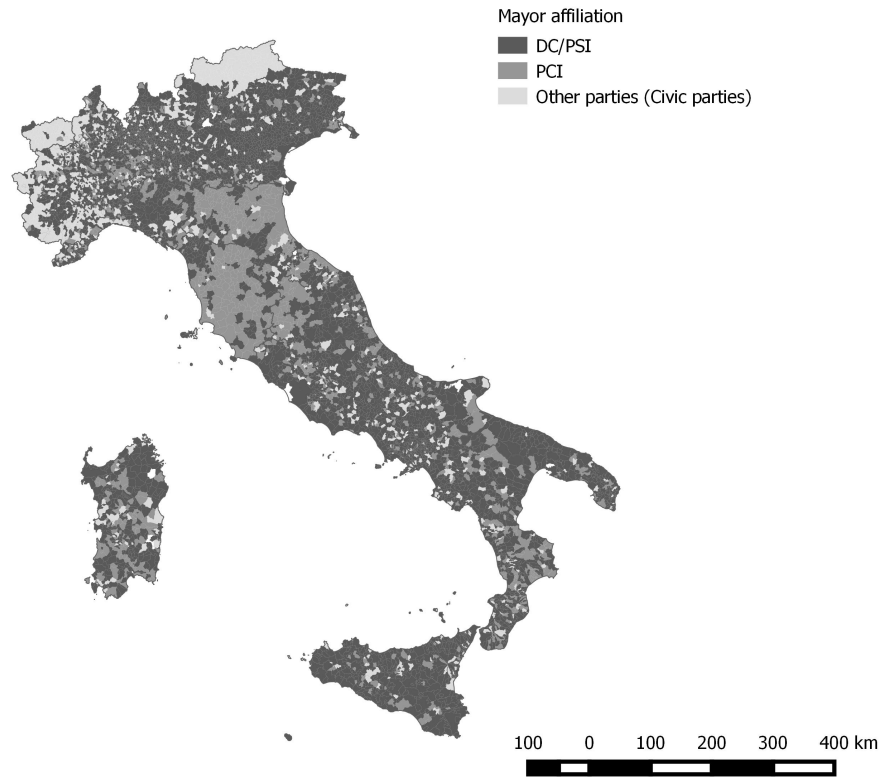 Mayor affiliation
DC/PSI
PCI
Other parties (Civic parties)
100 0 100 200 300 400 km